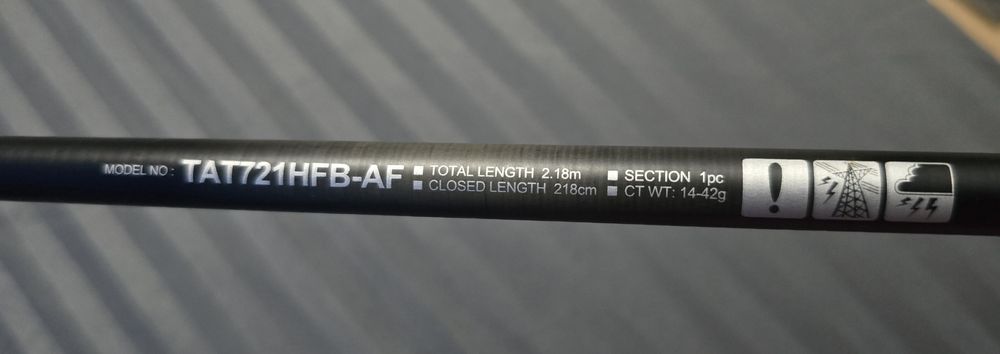 MODEL NO : TAT721HFB-AF
■ TOTAL LENGTH 2.18m ■ SECTION 1pc
■ CLOSED LENGTH 218cm ■ CT WT: 14-42g